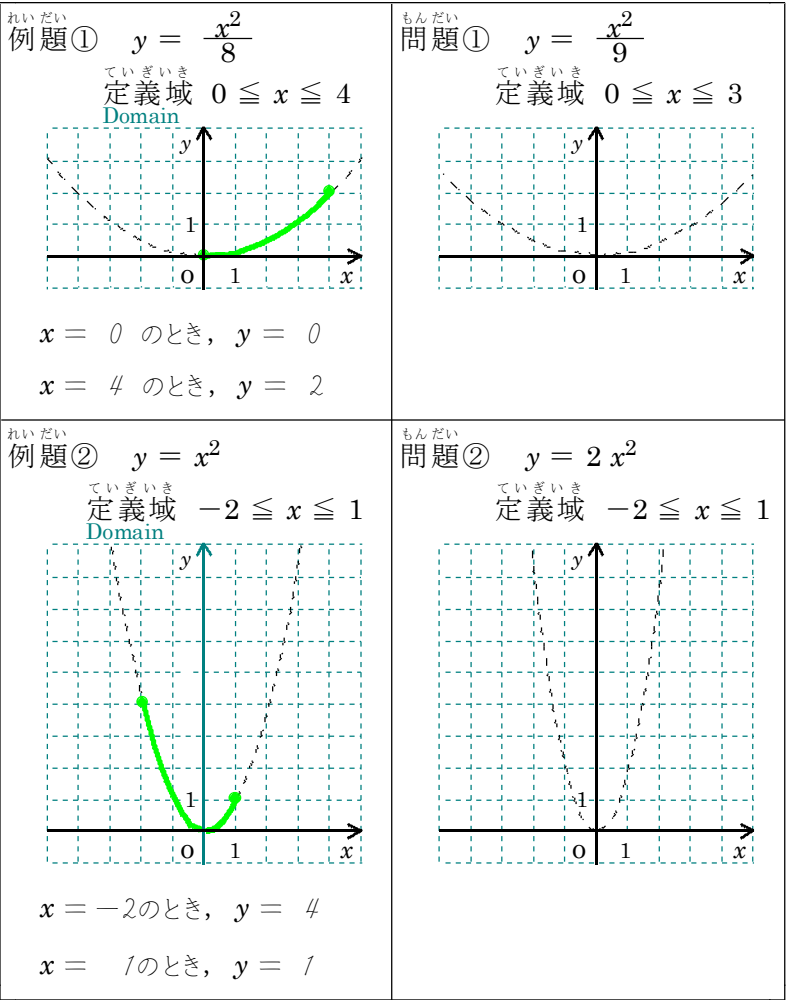 れいだい
例題① y = x²/8
ていぎいき
定義域 0 ≦ x ≦ 4
Domain
y
1
O 1 x
x = 0 のとき, y = 0
x = 4 のとき, y = 2
もんだい
問題① y = x²/9
ていぎいき
定義域 0 ≦ x ≦ 3
y
1
O 1 x
れいだい
例題② y = x²
ていぎいき
定義域 −2 ≦ x ≦ 1
Domain
y
1
O 1 x
x = −2のとき, y = 4
x = 1のとき, y = 1
もんだい
問題② y = 2 x²
ていぎいき
定義域 −2 ≦ x ≦ 1
y
1
O 1 x